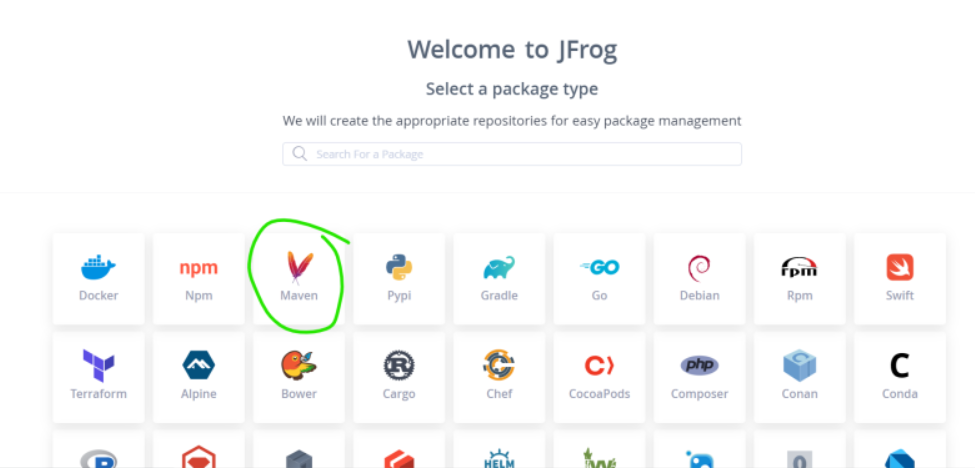 Welcome to JFrog
Select a package type
We will create the appropriate repositories for easy package management
Search For a Package
npm
GO
rpm
Docker Npm Maven Pypi Gradle Go Debian Rpm Swift
php
C
Terraform Alpine Bower Cargo Chef CocoaPods Composer Conan Conda
R
HELM